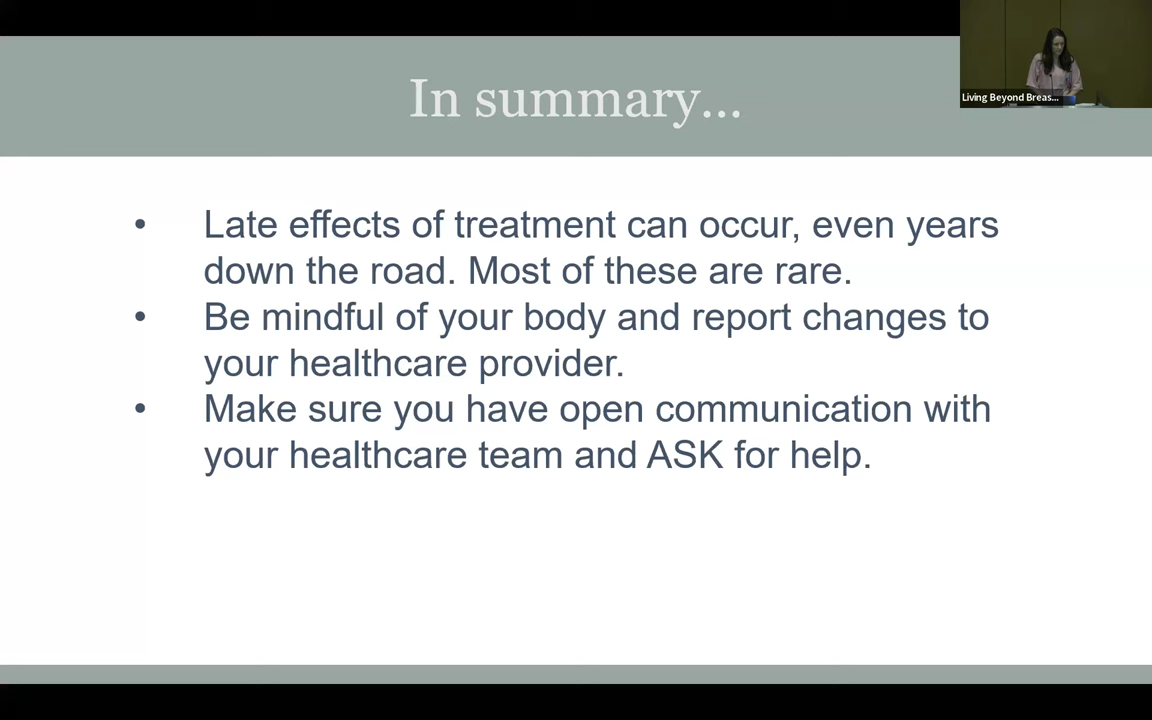 In summary...
Living Beyond Breas...
• Late effects of treatment can occur, even years
down the road. Most of these are rare.
• Be mindful of your body and report changes to
your healthcare provider.
• Make sure you have open communication with
your healthcare team and ASK for help.